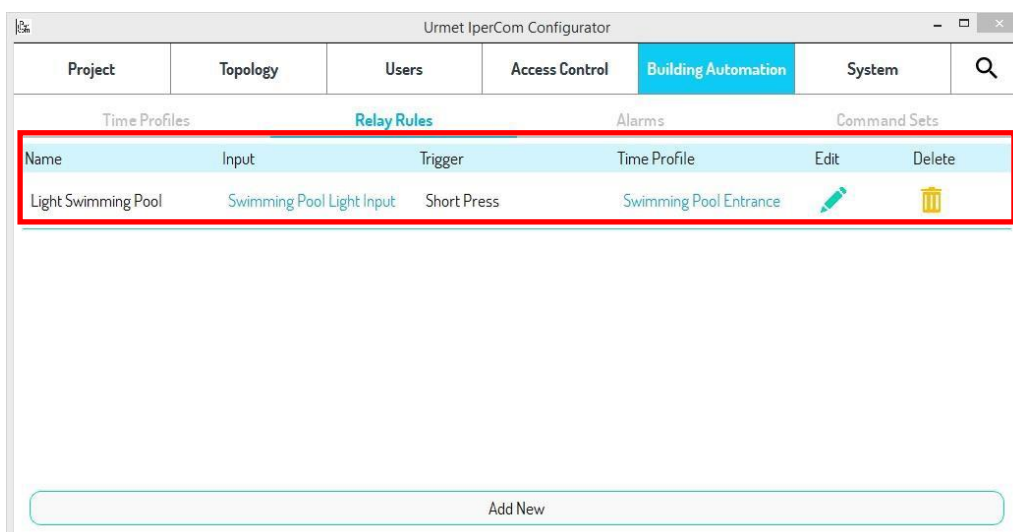 Urmet IperCom Configurator
Project Topology Users Access Control Building Automation System
Time Profiles Relay Rules Alarms Command Sets
Name Input Trigger Time Profile Edit Delete
Light Swimming Pool Swimming Pool Light Input Short Press Swimming Pool Entrance
Add New